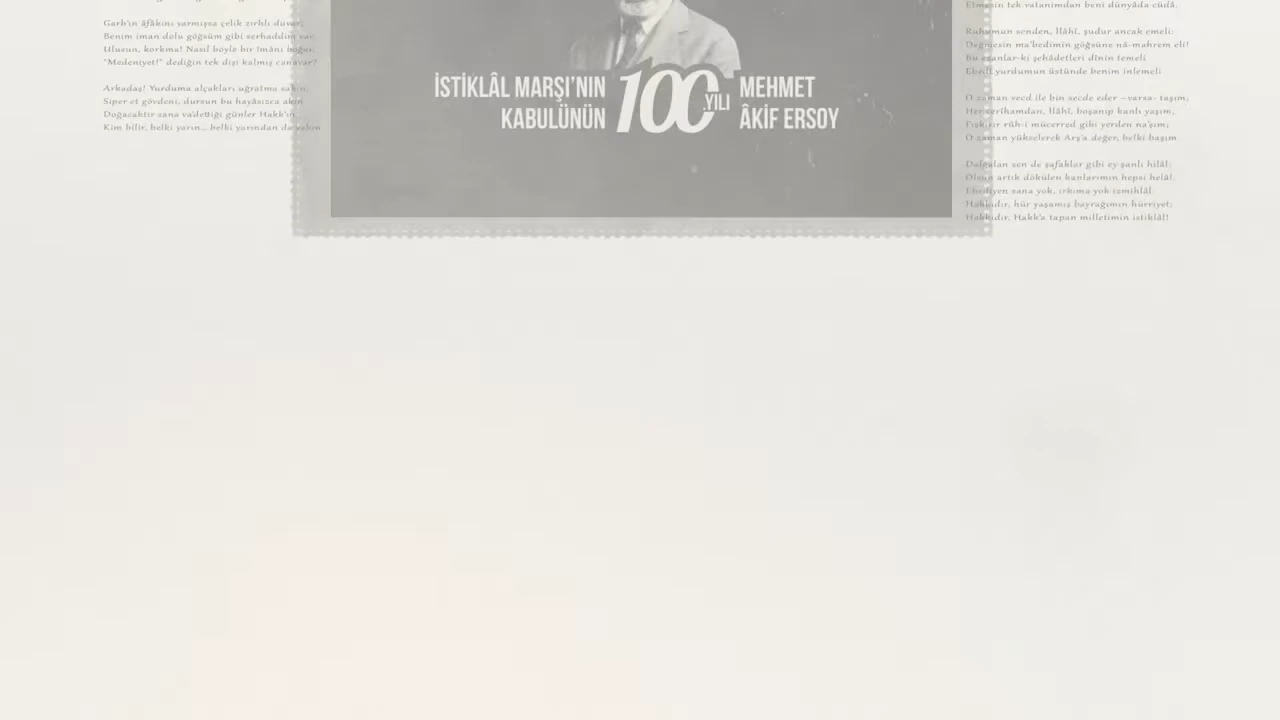 Garb'ın âfâkını sarmışsa çelik zırhlı duvar;
Benim iman dolu göğsüm gibi serhaddim var.
Ulusun, korkma! Nasıl böyle bir îmânı boğar,
"Medeniyet!" dediğin tek dişi kalmış canavar?
Arkadaş! Yurduma alçakları uğratma sakın;
Siper et gövdeni, dursun bu hayâsızca akın
Doğacaktır sana va'dettiği günler Hakk'ın,
Kim bilir, belki yarın... belki yarından da yakın
İSTİKLÂL MARŞI'NIN
KABULÜNÜN
100.YILI
MEHMET
ÂKİF ERSOY
Etmesin tek vatanımdan beni dünyâda cüdâ.
Ruhumun senden, İlâhî, şudur ancak emeli:
Değmesin ma'bedimin göğsüne nâ-mahrem eli!
Bu ezanlar-ki şehâdetleri dînin temeli
Ebedî yurdumun üstünde benim inlemeli
O zaman vecd ile bin secde eder –varsa- taşım;
Her cerîhamdan, İlâhî, boşanıp kanlı yaşım,
Fışkırır rûh-i mücerred gibi yerden na'şım;
O zaman yükselerek Arş'a değer, belki başım
Dalgalan sen de şafaklar gibi ey şanlı hilâl;
Olsun artık dökülen kanlarımın hepsi helâl.
Ebediyen sana yok, ırkıma yok izmihlâl
Hakkıdır, hür yaşamış bayrağımın hürriyet;
Hakkıdır, Hakk'a tapan milletimin istiklâl!